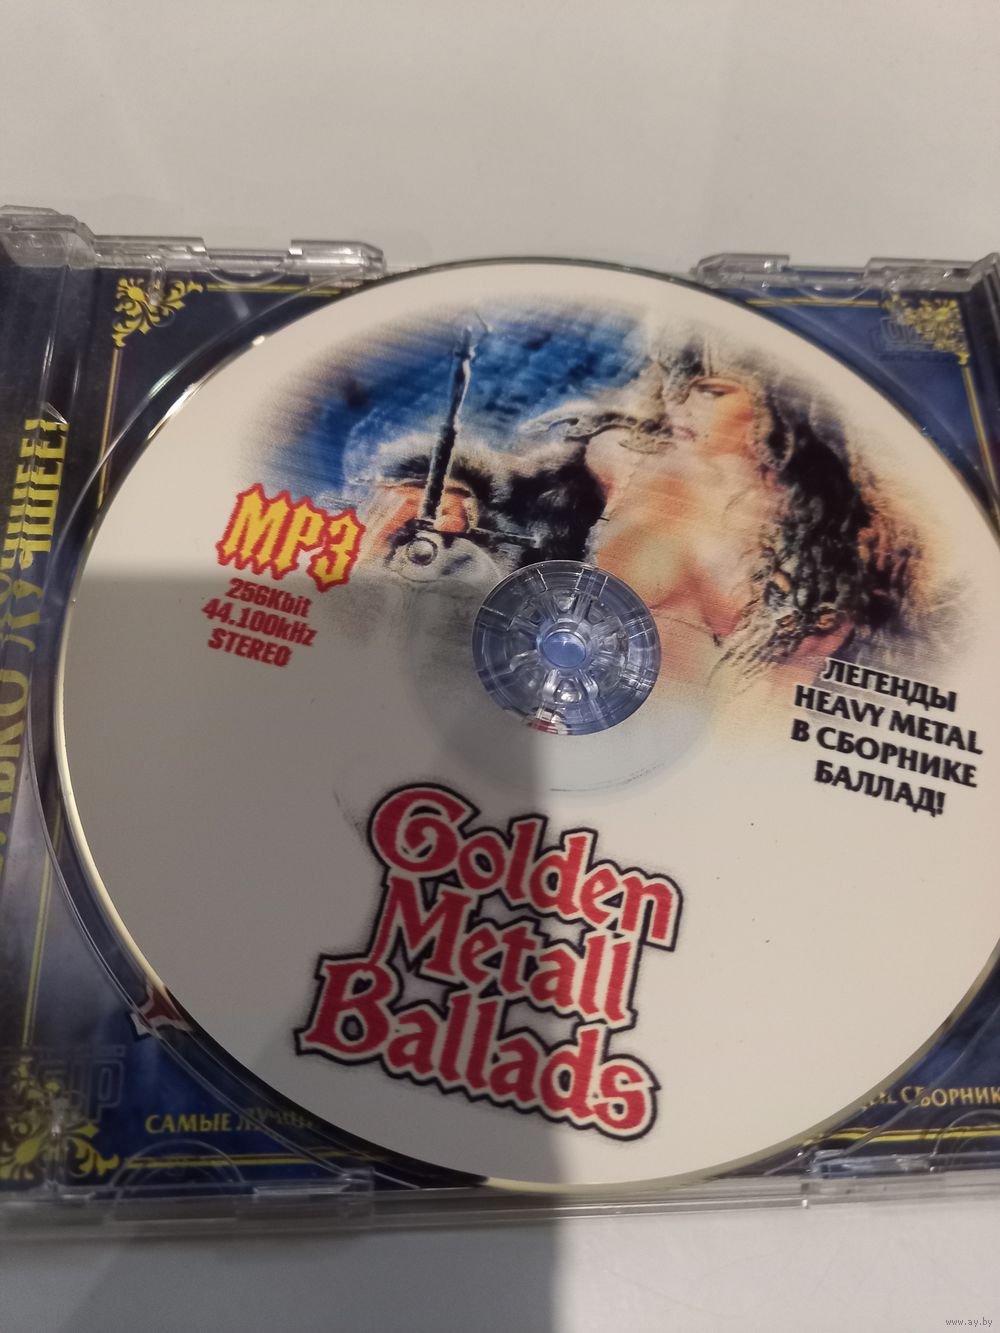 MP3
256Kbit
44.100kHz
STEREO
ЛЕГЕНДЫ
HEAVY METAL
В СБОРНИКЕ
БАЛЛАД!
Golden
Metall
Ballads
САМЫЕ
СБОРНИК
www.ay.by